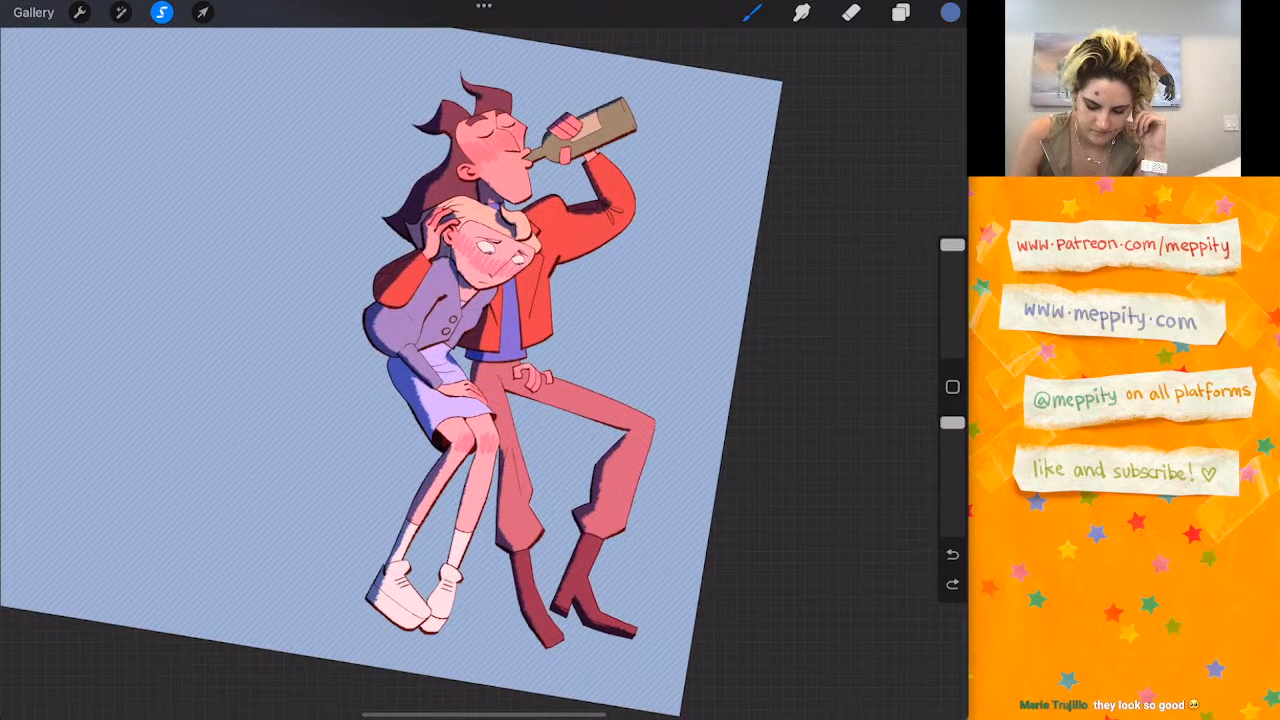 Gallery
www.patreon.com/meppity
www.meppity.com
@meppity on all platforms
like and subscribe! ♡
Marie Trujillo they look so good 🥺